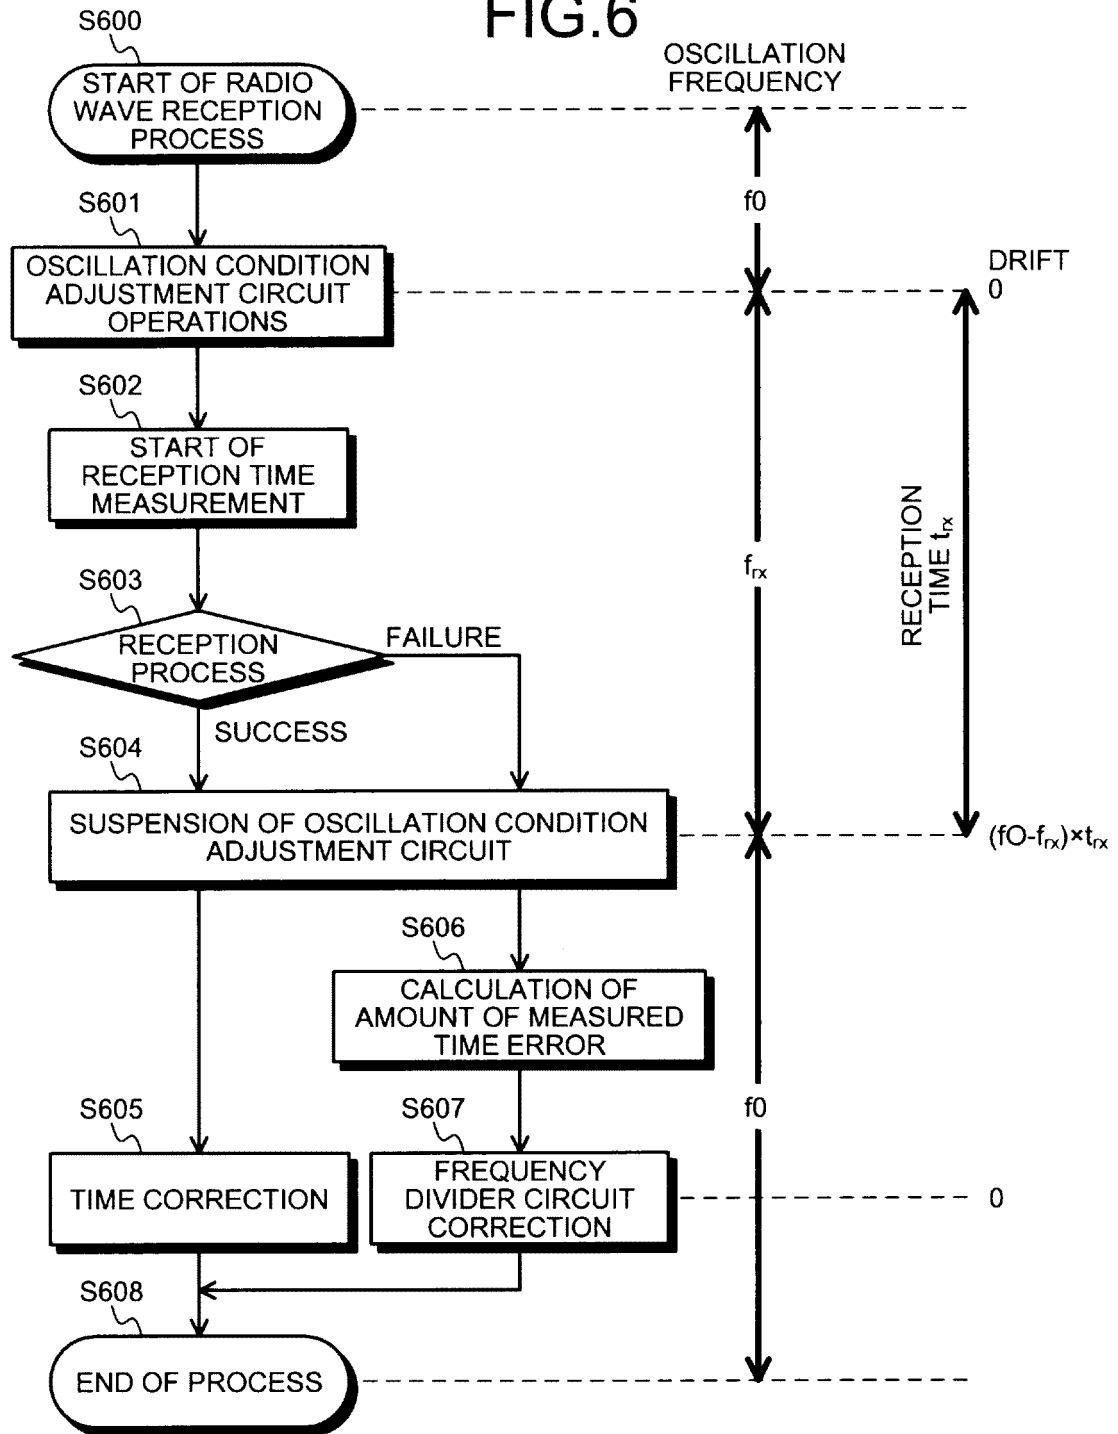 FIG.6
S600
START OF RADIO
WAVE RECEPTION
PROCESS
OSCILLATION
FREQUENCY
f0
S601
OSCILLATION CONDITION
ADJUSTMENT CIRCUIT
OPERATIONS
DRIFT
0
S602
START OF
RECEPTION TIME
MEASUREMENT
frx
RECEPTION
TIME trx
S603
RECEPTION
PROCESS
FAILURE
SUCCESS
S604
SUSPENSION OF OSCILLATION CONDITION
ADJUSTMENT CIRCUIT
(fO-frx)×trx
S606
CALCULATION OF
AMOUNT OF MEASURED
TIME ERROR
f0
S605
TIME CORRECTION
S607
FREQUENCY
DIVIDER CIRCUIT
CORRECTION
0
S608
END OF PROCESS